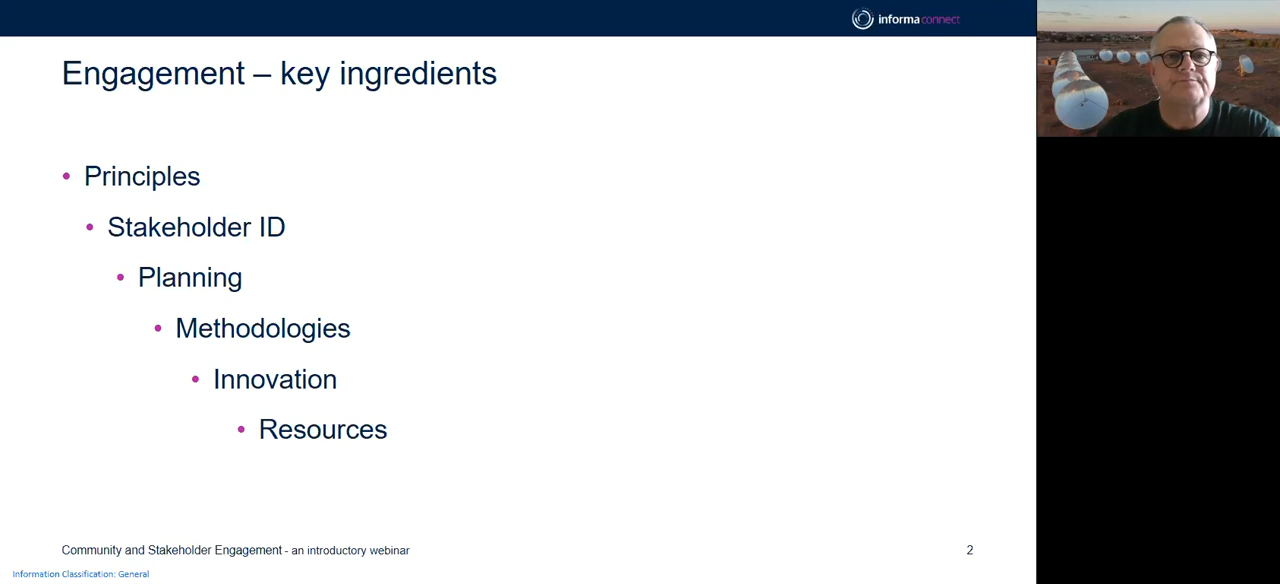 informa connect
Engagement – key ingredients
• Principles
• Stakeholder ID
• Planning
• Methodologies
• Innovation
• Resources
Community and Stakeholder Engagement - an introductory webinar
2
Information Classification: General